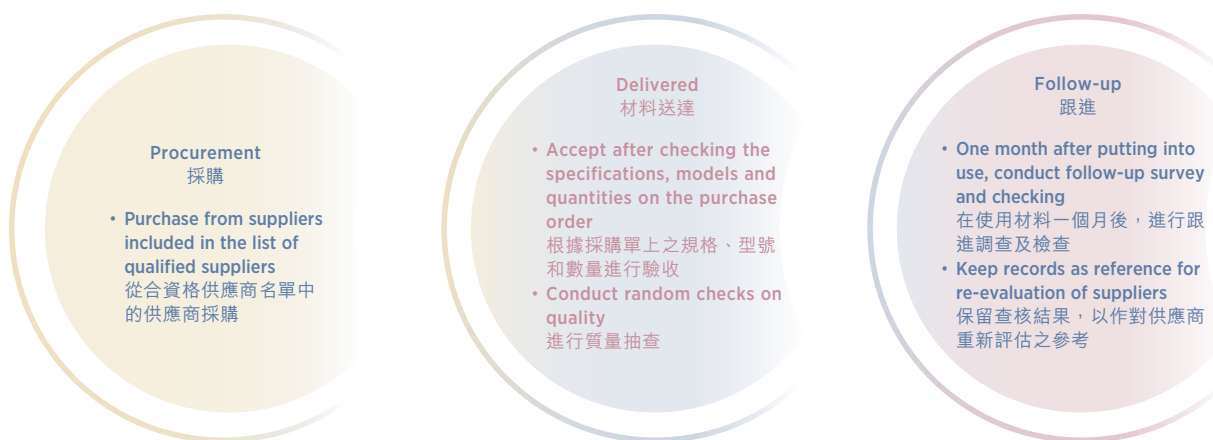 Procurement
採購
• Purchase from suppliers
included in the list of
qualified suppliers
從合資格供應商名單中
的供應商採購
Delivered
材料送達
• Accept after checking the
specifications, models and
quantities on the purchase
order
根據採購單上之規格、型號
和數量進行驗收
• Conduct random checks on
quality
進行質量抽查
Follow-up
跟進
• One month after putting into
use, conduct follow-up survey
and checking
在使用材料一個月後，進行跟
進調查及檢查
• Keep records as reference for
re-evaluation of suppliers
保留查核結果，以作對供應商
重新評估之參考